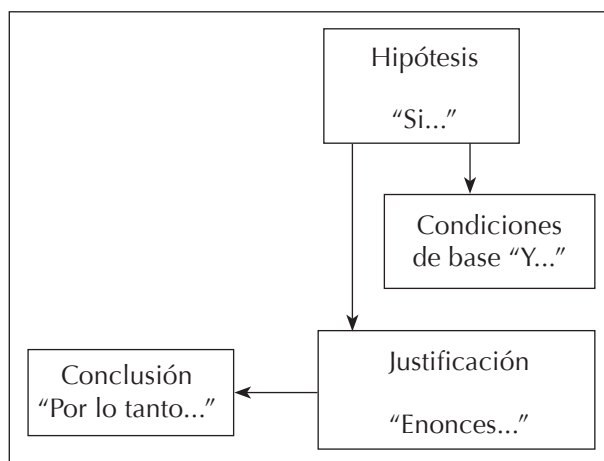 Hipótesis
“Si...”
Condiciones
de base “Y...”
Justificación
“Enonces...”
Conclusión
“Por lo tanto...”